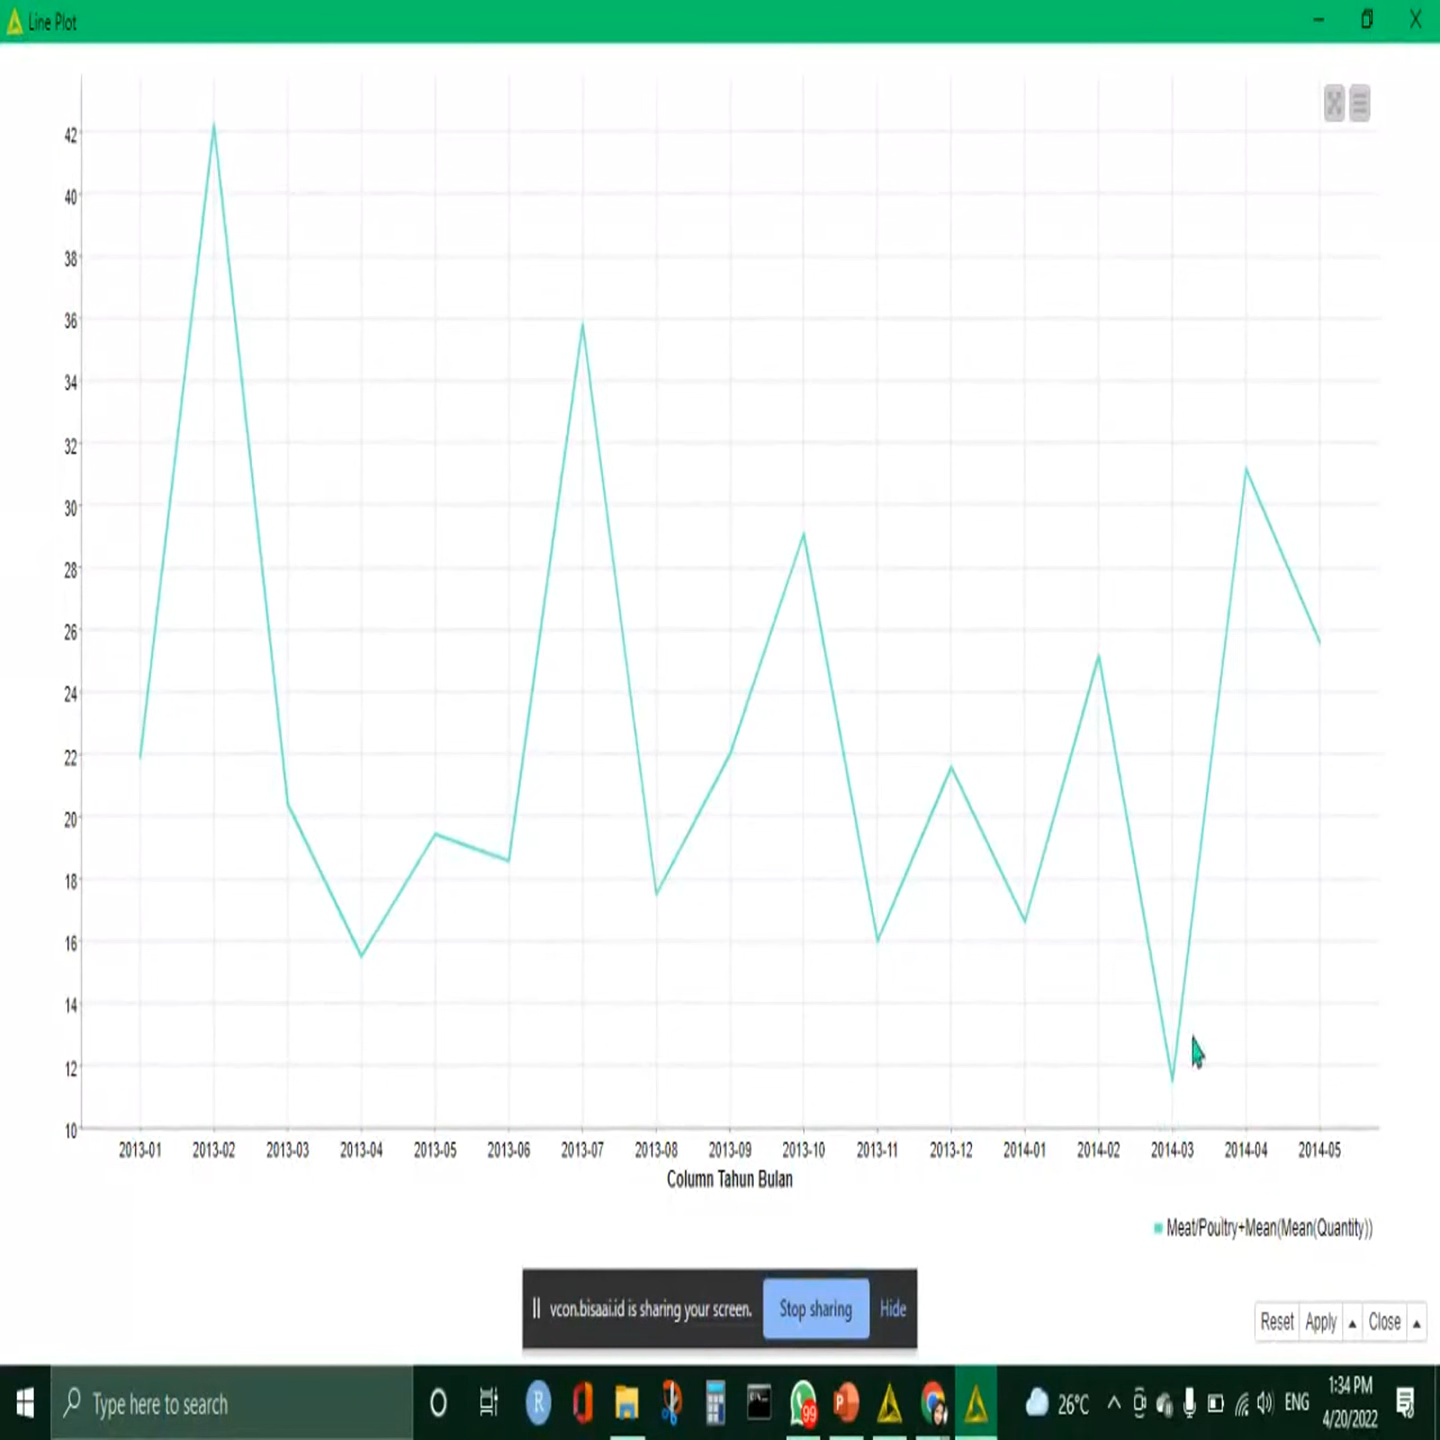 Line Plot
42
40
38
36
34
32
30
28
26
24
22
20
18
16
14
12
10
2013-01 2013-02 2013-03 2013-04 2013-05 2013-06 2013-07 2013-08 2013-09 2013-10 2013-11 2013-12 2014-01 2014-02 2014-03 2014-04 2014-05
Column Tahun Bulan
Meat/Poultry+Mean(Mean(Quantity))
vcon.bisaai.id is sharing your screen. Stop sharing Hide
Reset Apply Close
Type here to search
R
99
P
26°C
ENG
1:34 PM
4/20/2022